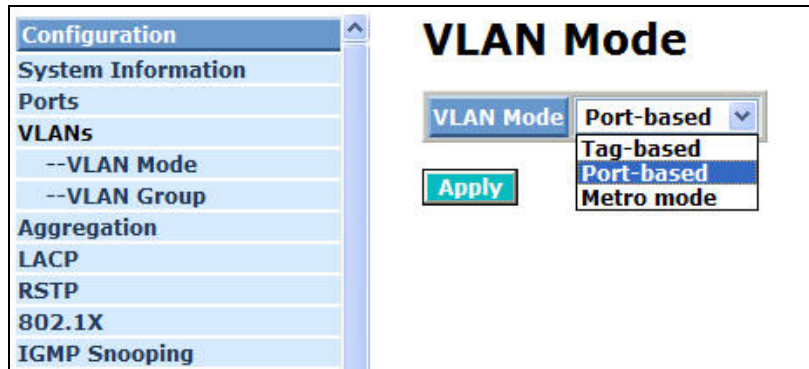 Configuration
System Information
Ports
VLANs
--VLAN Mode
--VLAN Group
Aggregation
LACP
RSTP
802.1X
IGMP Snooping
VLAN Mode
VLAN Mode Port-based
Tag-based
Port-based
Metro mode
Apply